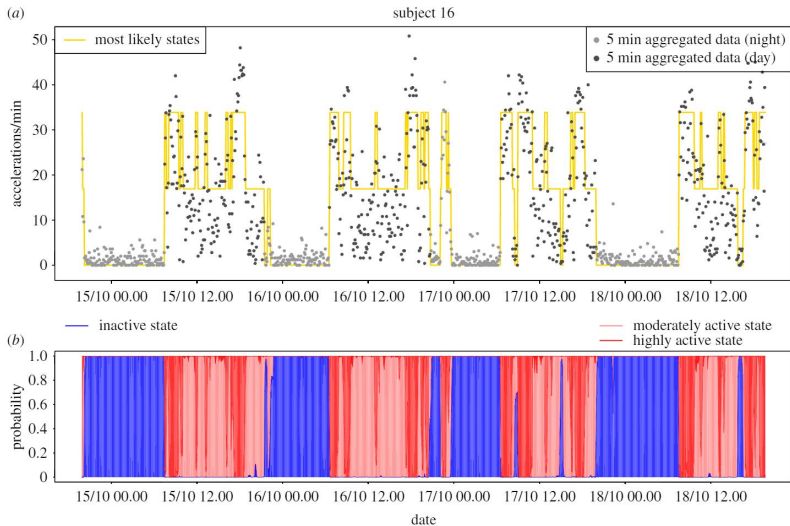 (a)
subject 16
most likely states
5 min aggregated data (night)
5 min aggregated data (day)
accelerations/min
50
40
30
20
10
0
15/10 00.00 15/10 12.00 16/10 00.00 16/10 12.00 17/10 00.00 17/10 12.00 18/10 00.00 18/10 12.00
inactive state
moderately active state
highly active state
(b)
probability
1.0
0.8
0.6
0.4
0.2
0
15/10 00.00 15/10 12.00 16/10 00.00 16/10 12.00 17/10 00.00 17/10 12.00 18/10 00.00 18/10 12.00
date